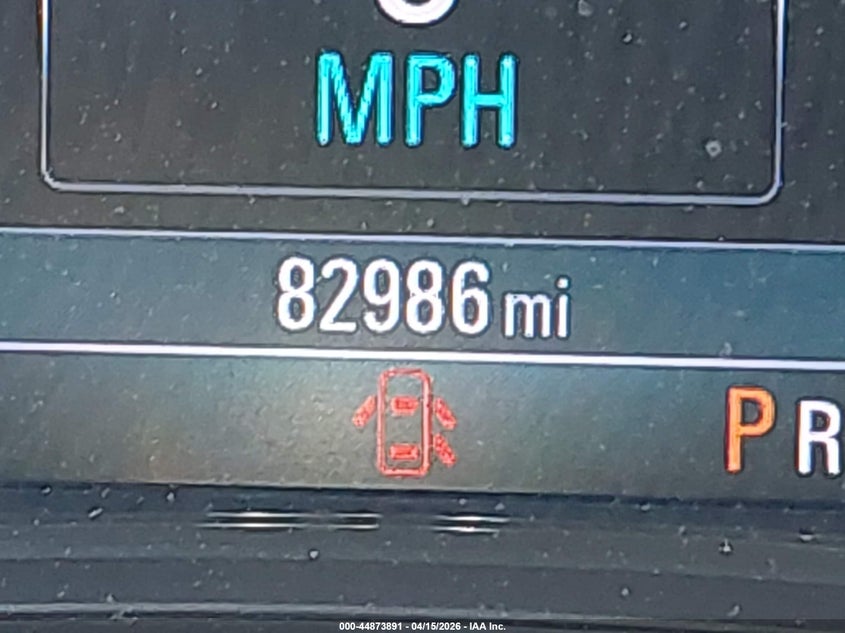 MPH
82986 mi
P R
000-44873891 - 04/15/2026 - IAA Inc.